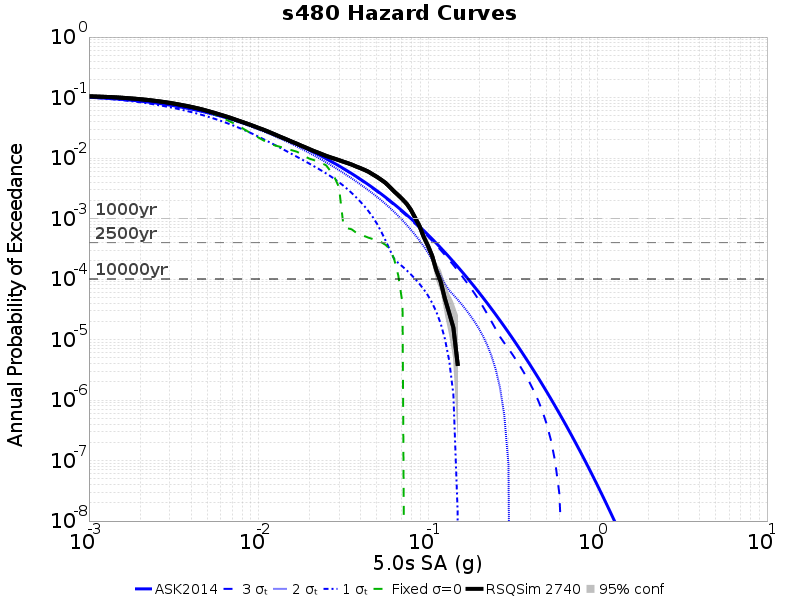 s480 Hazard Curves
Annual Probability of Exceedance
10^0
10^-1
10^-2
10^-3
10^-4
10^-5
10^-6
10^-7
10^-8
1000yr
2500yr
10000yr
10^-3 10^-2 10^-1 10^0 10^1
5.0s SA (g)
ASK2014 3 σₜ 2 σₜ 1 σₜ Fixed σ=0 RSQSim 2740 95% conf